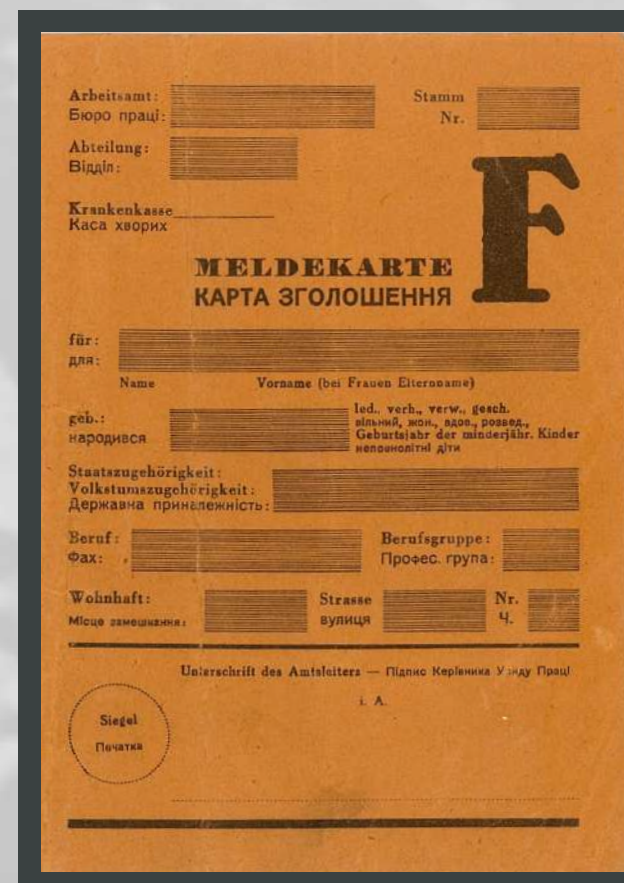 Arbeitsamt: Stamm
Бюро праці: Nr.
Abteilung:
Відділ:
Krankenkasse
Каса хворих
F
MELDEKARTE
КАРТА ЗГОЛОШЕННЯ
für:
для:
Name Vorname (bei Frauen Elternname)
geb.: led., verh., verw., gesch.
вільний, жон., вдов., розвед.,
народився Geburtsjahr der minderjähr. Kinder
неповнолітні діти
Staatszugehörigkeit:
Volkstumszugehörigkeit:
Державна приналежність:
Beruf: Berufsgruppe:
Фах: Профес. група:
Wohnhaft: Strasse Nr.
Місце замешкання: вулиця Ч.
Unterschrift des Amtsleiters — Підпис Керівника Уряду Праці
i. A.
Siegel
Печатка